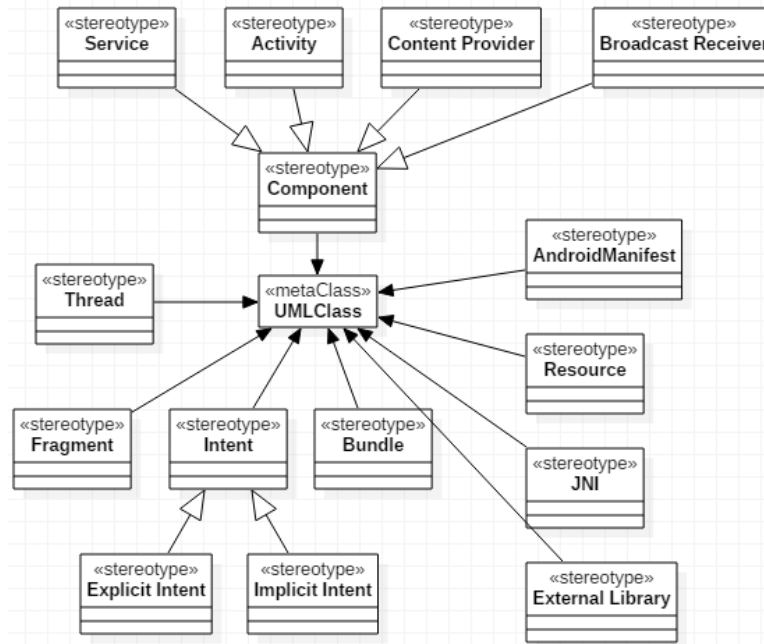 «stereotype»
Service
«stereotype»
Activity
«stereotype»
Content Provider
«stereotype»
Broadcast Receiver
«stereotype»
Component
«stereotype»
AndroidManifest
«stereotype»
Thread
«metaClass»
UMLClass
«stereotype»
Resource
«stereotype»
Fragment
«stereotype»
Intent
«stereotype»
Bundle
«stereotype»
JNI
«stereotype»
Explicit Intent
«stereotype»
Implicit Intent
«stereotype»
External Library